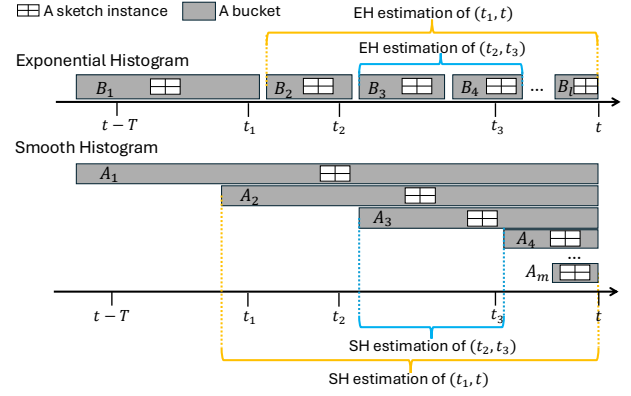 A sketch instance A bucket
EH estimation of (t₁, t)
EH estimation of (t₂, t₃)
Exponential Histogram
B₁ B₂ B₃ B₄ ... Bₗ
t − T t₁ t₂ t₃ t
Smooth Histogram
A₁
A₂
A₃
A₄
...
Aₘ
t − T t₁ t₂ t₃ t
SH estimation of (t₂, t₃)
SH estimation of (t₁, t)